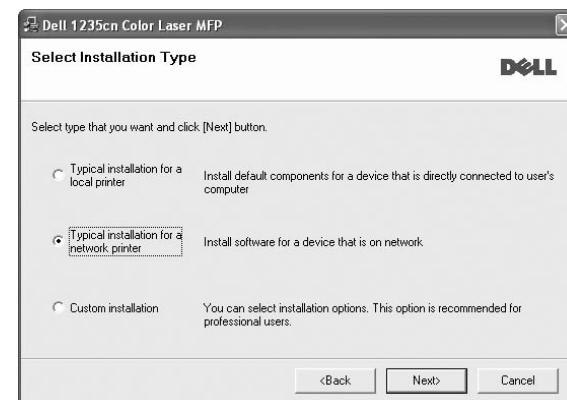 Dell 1235cn Color Laser MFP
Select Installation Type
DELL
Select type that you want and click [Next] button.
Typical installation for a
local printer
Install default components for a device that is directly connected to user's
computer
Typical installation for a
network printer
Install software for a device that is on network
Custom installation
You can select installation options. This option is recommended for
professional users.
<Back
Next>
Cancel